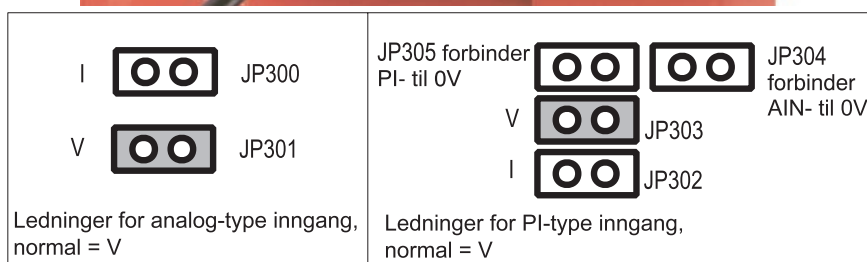 I JP300
V JP301
Ledninger for analog-type inngang,
normal = V
JP305 forbinder
PI- til 0V
JP304
forbinder
AIN- til 0V
V JP303
I JP302
Ledninger for PI-type inngang,
normal = V